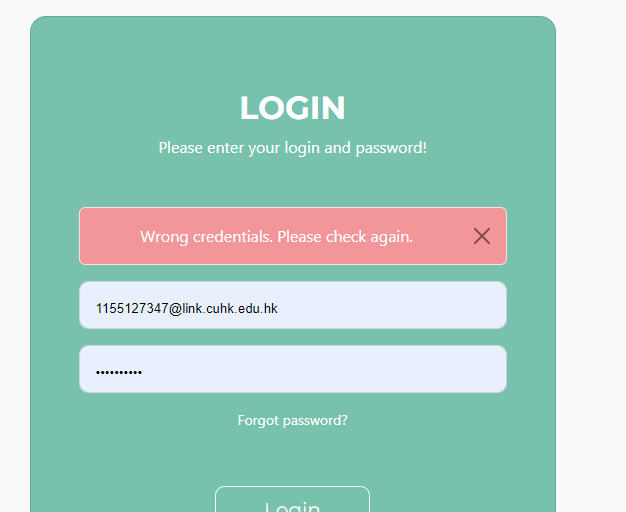 LOGIN
Please enter your login and password!
Wrong credentials. Please check again.
1155127347@link.cuhk.edu.hk
••••••••••
Forgot password?
Login